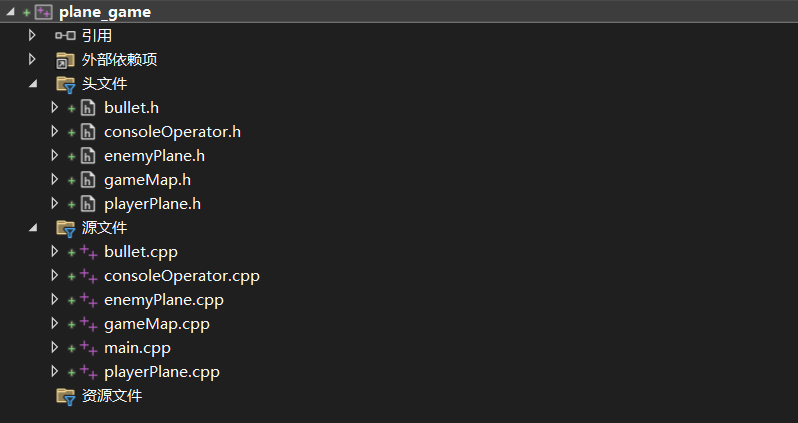 plane_game
引用
外部依赖项
头文件
bullet.h
consoleOperator.h
enemyPlane.h
gameMap.h
playerPlane.h
源文件
bullet.cpp
consoleOperator.cpp
enemyPlane.cpp
gameMap.cpp
main.cpp
playerPlane.cpp
资源文件